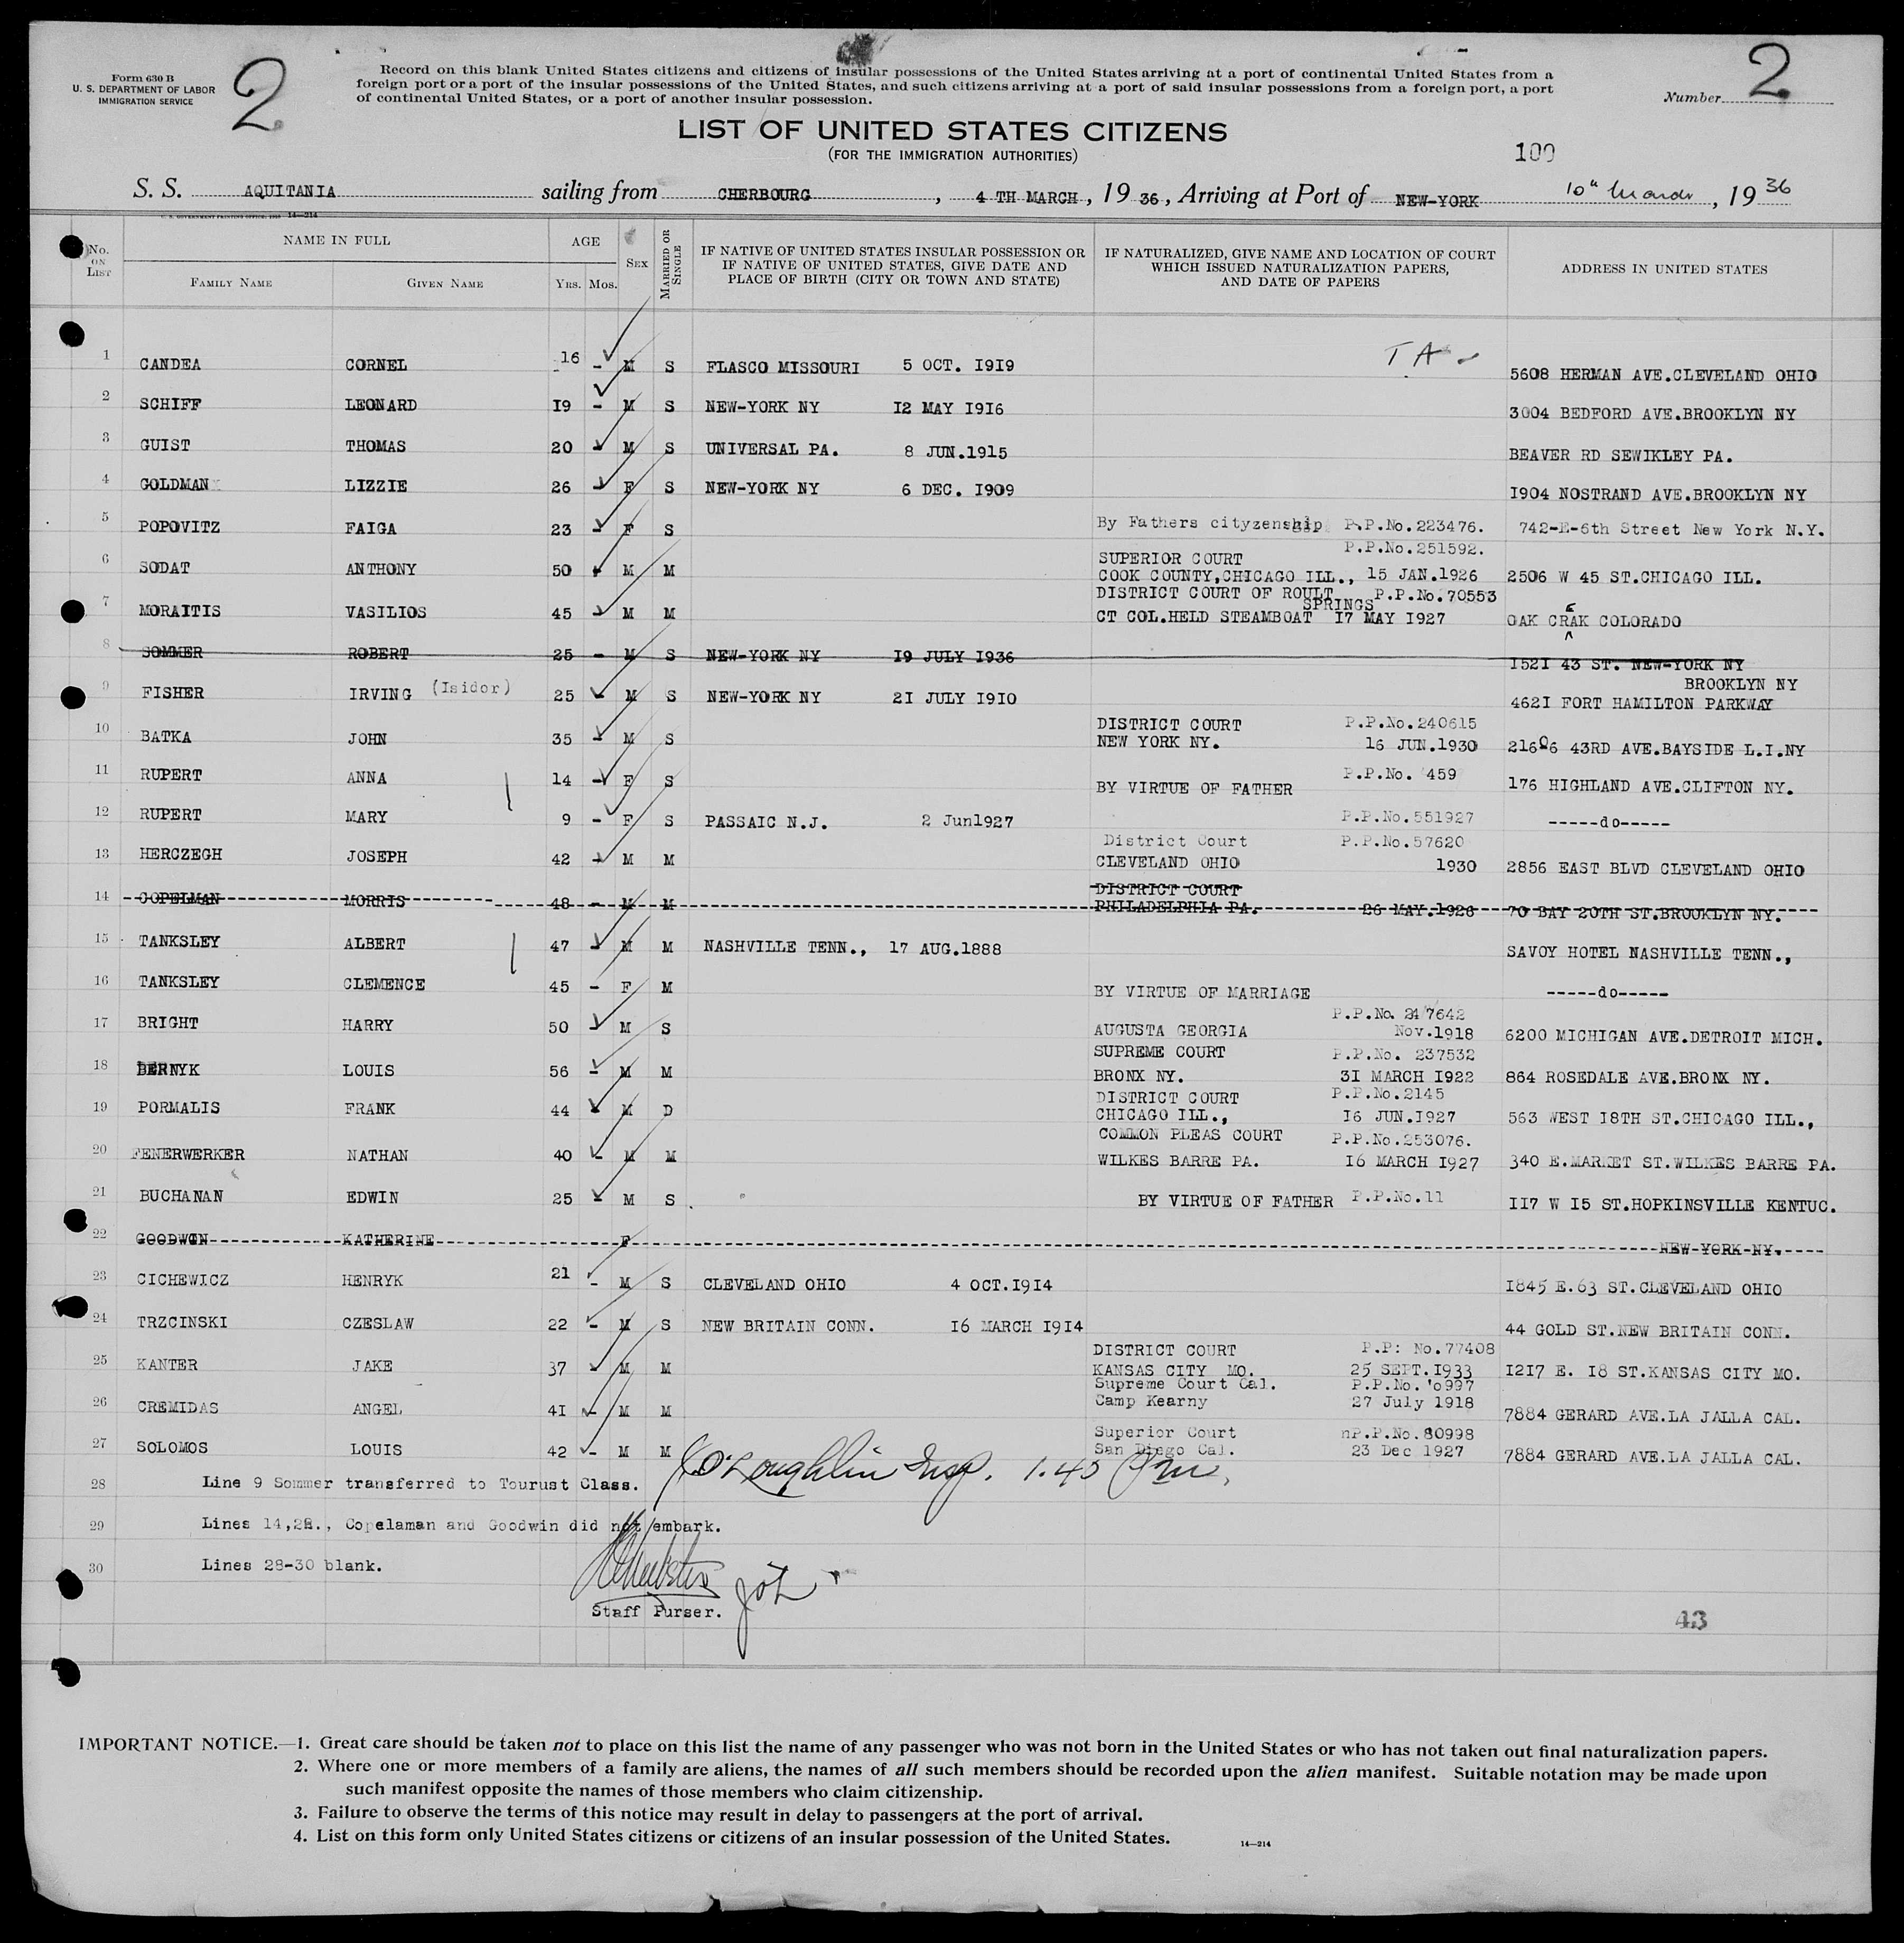 Form 630 B
U. S. DEPARTMENT OF LABOR
IMMIGRATION SERVICE
2
Record on this blank United States citizens and citizens of insular possessions of the United States arriving at a port of continental United States from a
foreign port or a port of the insular possessions of the United States, and such citizens arriving at a port of said insular possessions from a foreign port, a port
of continental United States, or a port of another insular possession.
Number 2
LIST OF UNITED STATES CITIZENS
(FOR THE IMMIGRATION AUTHORITIES)
100
S. S. AQUITANIA sailing from CHERBOURG, 4 TH MARCH, 19 36, Arriving at Port of NEW-YORK 10" March, 19 36
14-214
No. ON LIST
NAME IN FULL
FAMILY NAME
GIVEN NAME
AGE
YRS. MOS.
SEX
MARRIED OR SINGLE
IF NATIVE OF UNITED STATES INSULAR POSSESSION OR
IF NATIVE OF UNITED STATES, GIVE DATE AND
PLACE OF BIRTH (CITY OR TOWN AND STATE)
IF NATURALIZED, GIVE NAME AND LOCATION OF COURT
WHICH ISSUED NATURALIZATION PAPERS,
AND DATE OF PAPERS
ADDRESS IN UNITED STATES
1 CANDEA CORNEL 16 - M S FLASCO MISSOURI 5 OCT. 1919 T A 5608 HERMAN AVE.CLEVELAND OHIO
2 SCHIFF LEONARD 19 - M S NEW-YORK NY 12 MAY 1916 3004 BEDFORD AVE.BROOKLYN NY
3 GUIST THOMAS 20 - M S UNIVERSAL PA. 8 JUN.1915 BEAVER RD SEWIKLEY PA.
4 GOLDMAN LIZZIE 26 - F S NEW-YORK NY 6 DEC. 1909 1904 NOSTRAND AVE.BROOKLYN NY
5 POPOVITZ FAIGA 23 - F S By Fathers cityzenship P.P.No.223476. 742-E-6th Street New York N.Y.
P.P.No.251592.
6 SODAT ANTHONY 50 - M M SUPERIOR COURT
COOK COUNTY,CHICAGO ILL., 15 JAN.1926 2506 W 45 ST.CHICAGO ILL.
DISTRICT COURT OF ROULT P.P.No.70553
SPRINGS
7 MORAITIS VASILIOS 45 - M M CT COL.HELD STEAMBOAT 17 MAY 1927 OAK CRAK COLORADO
E
8 SOMMER ROBERT 25 - M S NEW-YORK NY 19 JULY 1936 1521 43 ST. NEW-YORK NY
BROOKLYN NY
9 FISHER IRVING (Isidor) 25 - M S NEW-YORK NY 21 JULY 1910 4621 FORT HAMILTON PARKWAY
DISTRICT COURT P.P.No.240615
10 BATKA JOHN 35 - M S NEW YORK NY. 16 JUN.1930 21606 43RD AVE.BAYSIDE L.I.NY
P.P.No. 459
11 RUPERT ANNA 14 - F S BY VIRTUE OF FATHER 176 HIGHLAND AVE.CLIFTON NY.
12 RUPERT MARY 9 - F S PASSAIC N.J. 2 Jun1927 P.P.No.551927 -----do-----
District Court P.P.No.57620
13 HERCZEGH JOSEPH 42 - M M CLEVELAND OHIO 1930 2856 EAST BLVD CLEVELAND OHIO
DISTRICT COURT
14 COPELMAN MORRIS 48 - M M PHILADELPHIA PA. 26 MAY.1926 70 BAY 20TH ST.BROOKLYN NY.
15 TANKSLEY ALBERT 47 - M M NASHVILLE TENN., 17 AUG.1888 SAVOY HOTEL NASHVILLE TENN.,
16 TANKSLEY CLEMENCE 45 - F M BY VIRTUE OF MARRIAGE -----do-----
P.P.No. 247642
17 BRIGHT HARRY 50 - M S AUGUSTA GEORGIA Nov.1918 6200 MICHIGAN AVE.DETROIT MICH.
SUPREME COURT P.P.No. 237532
18 BERNYK LOUIS 56 - M M BRONX NY. 31 MARCH 1922 864 ROSEDALE AVE.BRONX NY.
DISTRICT COURT P.P.No.2145
19 PORMALIS FRANK 44 - M D CHICAGO ILL., 16 JUN.1927 563 WEST 18TH ST.CHICAGO ILL.,
COMMON PLEAS COURT P.P.No.253076.
20 FENERWERKER NATHAN 40 - M M WILKES BARRE PA. 16 MARCH 1927 340 E.MARKET ST.WILKES BARRE PA.
21 BUCHANAN EDWIN 25 - M S BY VIRTUE OF FATHER P.P.No.11 117 W 15 ST.HOPKINSVILLE KENTUC.
22 GOODWIN KATHERINE F NEW-YORK-NY.
23 CICHEWICZ HENRYK 21 - M S CLEVELAND OHIO 4 OCT.1914 1845 E.63 ST.CLEVELAND OHIO
24 TRZCINSKI CZESLAW 22 - M S NEW BRITAIN CONN. 16 MARCH 1914 44 GOLD ST.NEW BRITAIN CONN.
DISTRICT COURT P.P: No.77408
25 KANTER JAKE 37 - M M KANSAS CITY MO. 25 SEPT.1933 1217 E. 18 ST.KANSAS CITY MO.
Supreme Court Cal. P.P.No.'0997
26 CREMIDAS ANGEL 41 - M M Camp Kearny 27 July 1918 7884 GERARD AVE.LA JALLA CAL.
Superior Court nP.P.No.80998
27 SOLOMOS LOUIS 42 - M M San Diego Cal. 23 Dec 1927 7884 GERARD AVE.LA JALLA CAL.
O'Loughlin Insp. 1.45 Pm,
28 Line 9 Sommer transferred to Tourust Class.
29 Lines 14,22., Copelaman and Goodwin did not embark.
30 Lines 28-30 blank.
Staff Purser.
43
IMPORTANT NOTICE.—1. Great care should be taken not to place on this list the name of any passenger who was not born in the United States or who has not taken out final naturalization papers.
2. Where one or more members of a family are aliens, the names of all such members should be recorded upon the alien manifest. Suitable notation may be made upon
such manifest opposite the names of those members who claim citizenship.
3. Failure to observe the terms of this notice may result in delay to passengers at the port of arrival.
4. List on this form only United States citizens or citizens of an insular possession of the United States.
14—214